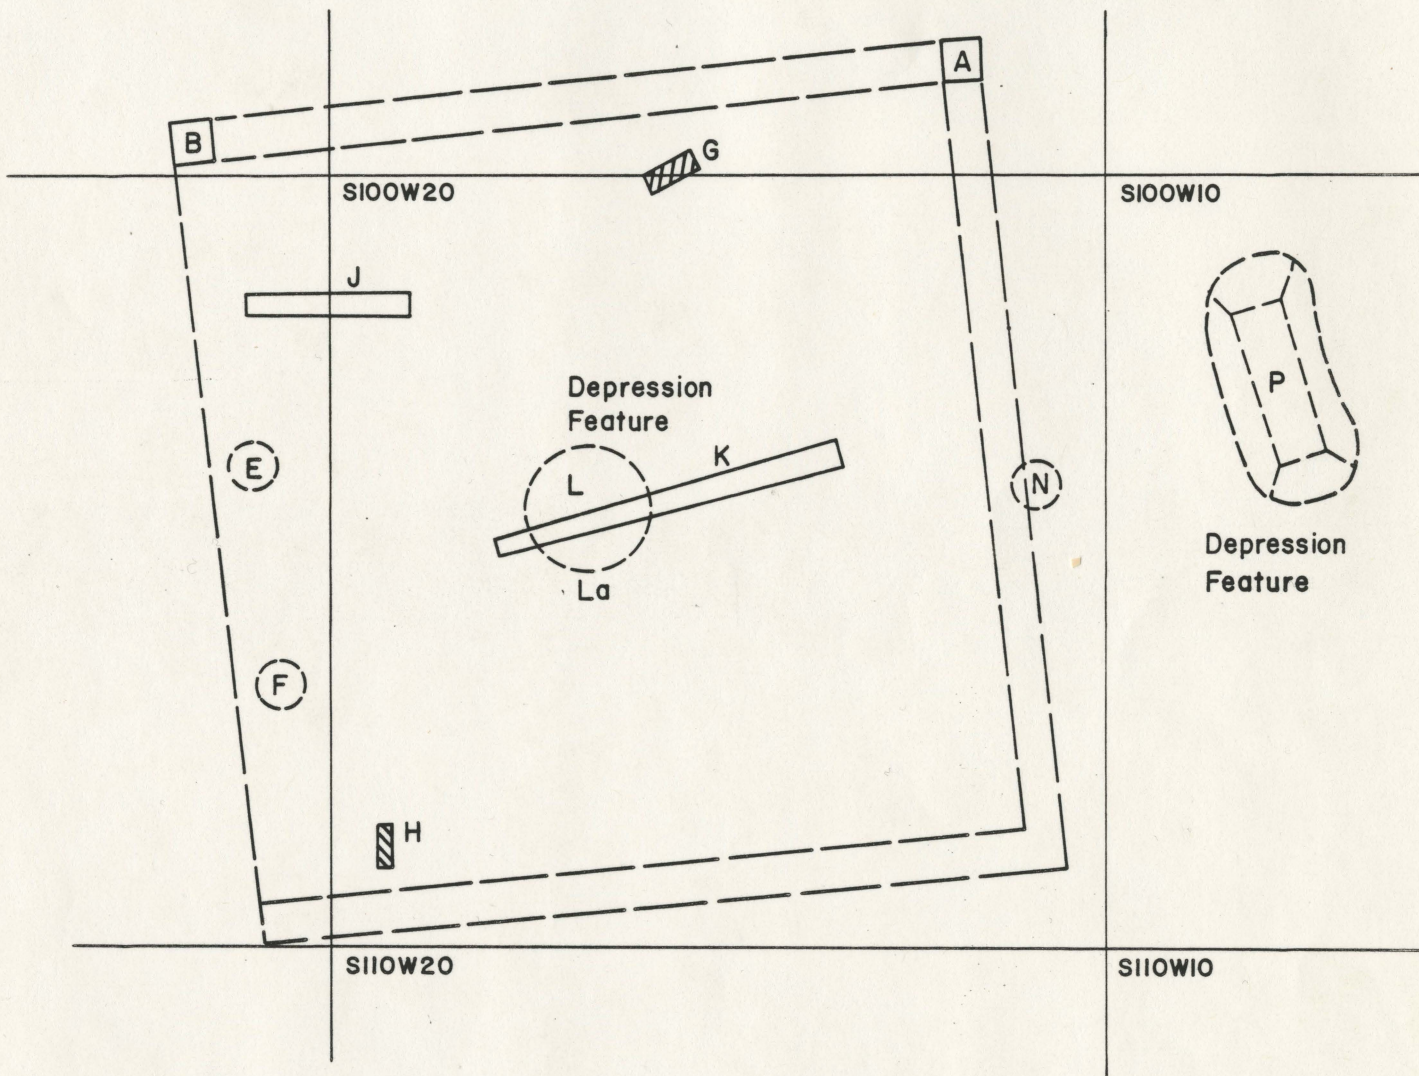 A
B
G
S100W20
S100W10
J
Depression
Feature
P
K
E
L
N
Depression
Feature
La
F
H
S110W20
S110W10